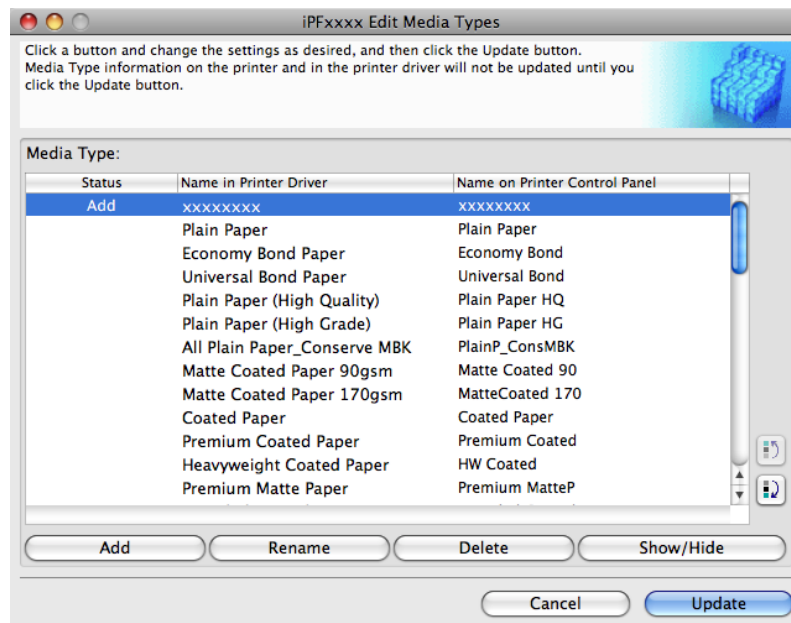 iPFxxxx Edit Media Types
Click a button and change the settings as desired, and then click the Update button.
Media Type information on the printer and in the printer driver will not be updated until you
click the Update button.
Media Type:
Status Name in Printer Driver Name on Printer Control Panel
Add xxxxxxxx xxxxxxxx
Plain Paper Plain Paper
Economy Bond Paper Economy Bond
Universal Bond Paper Universal Bond
Plain Paper (High Quality) Plain Paper HQ
Plain Paper (High Grade) Plain Paper HG
All Plain Paper_Conserve MBK PlainP_ConsMBK
Matte Coated Paper 90gsm Matte Coated 90
Matte Coated Paper 170gsm MatteCoated 170
Coated Paper Coated Paper
Premium Coated Paper Premium Coated
Heavyweight Coated Paper HW Coated
Premium Matte Paper Premium MatteP
Add Rename Delete Show/Hide
Cancel Update